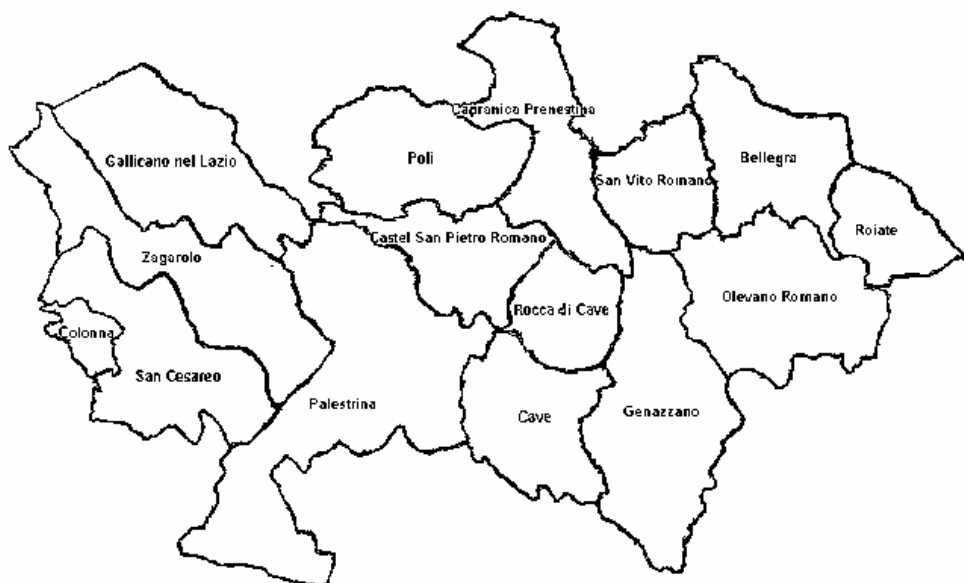 Capranica Prenestina
Gallicano nel Lazio
Poli
Bellegra
San Vito Romano
Roiate
Castel San Pietro Romano
Zagarolo
Olevano Romano
Rocca di Cave
Colonna
San Cesareo
Palestrina
Cave
Genazzano